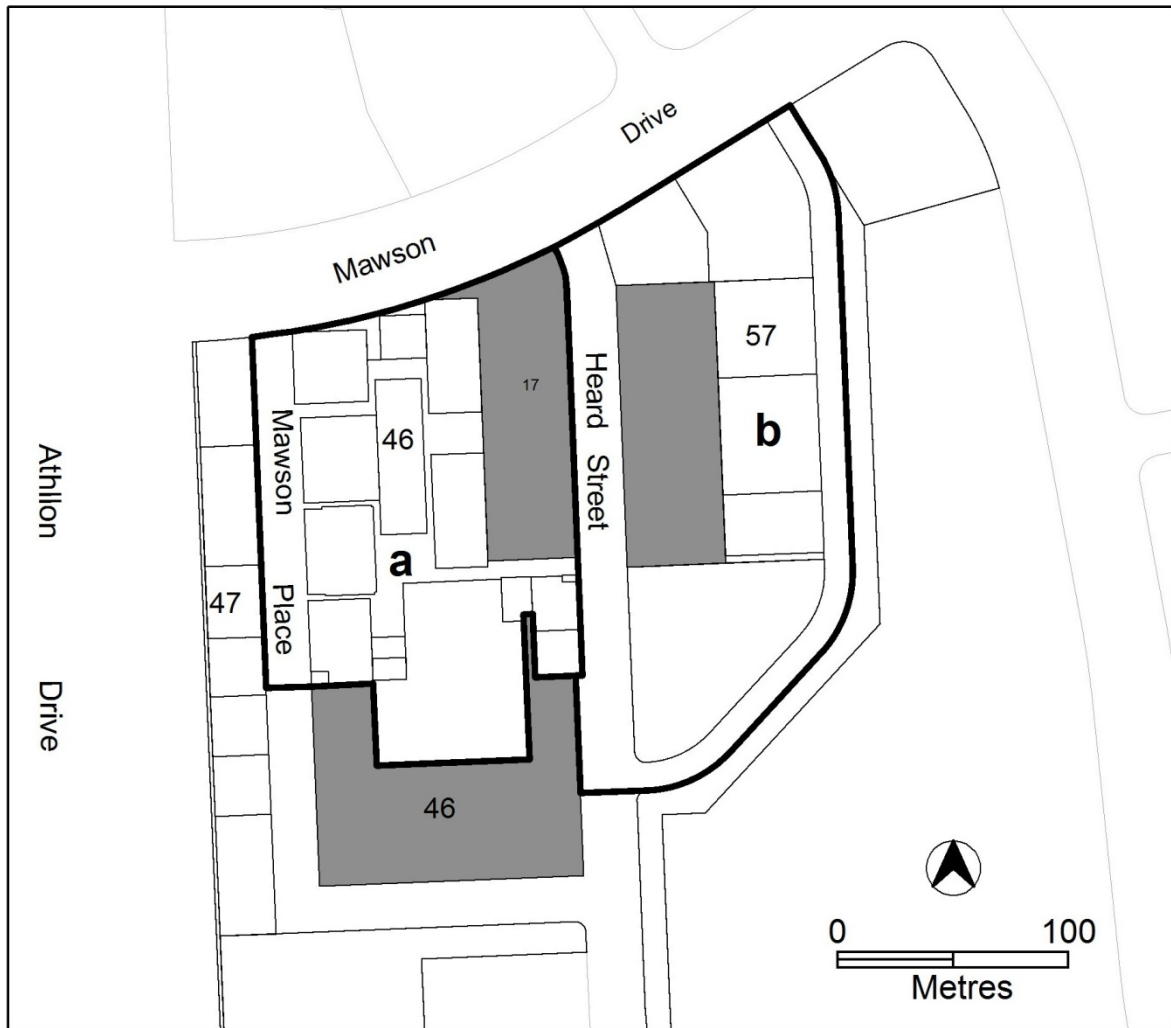 Drive
Mawson
57
17
Heard Street
b
46
Mawson Place
a
Athllon Drive
47
46
0 100
Metres